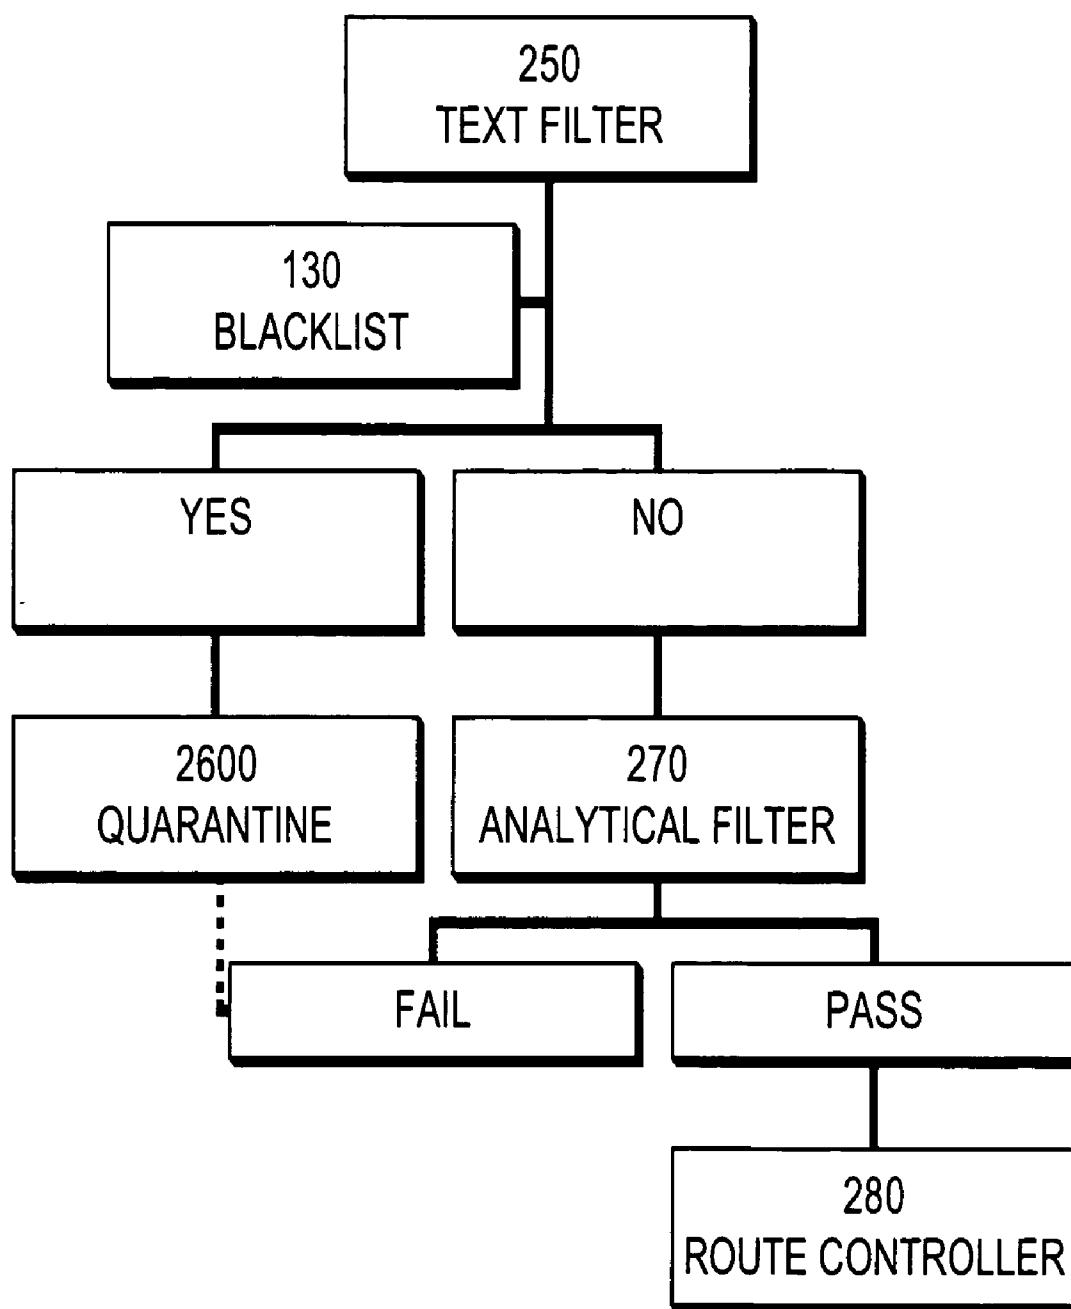 250
TEXT FILTER
130
BLACKLIST
YES
NO
2600
QUARANTINE
270
ANALYTICAL FILTER
FAIL
PASS
280
ROUTE CONTROLLER